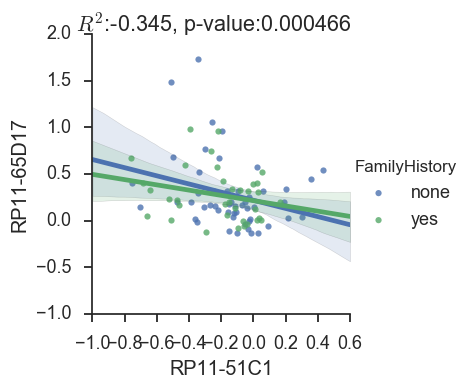 R²:-0.345, p-value:0.000466
2.0
1.5
1.0
0.5
0.0
−0.5
−1.0
RP11-65D17
−1.0−0.8−0.6−0.4−0.2 0.0 0.2 0.4 0.6
RP11-51C1
FamilyHistory
none
yes